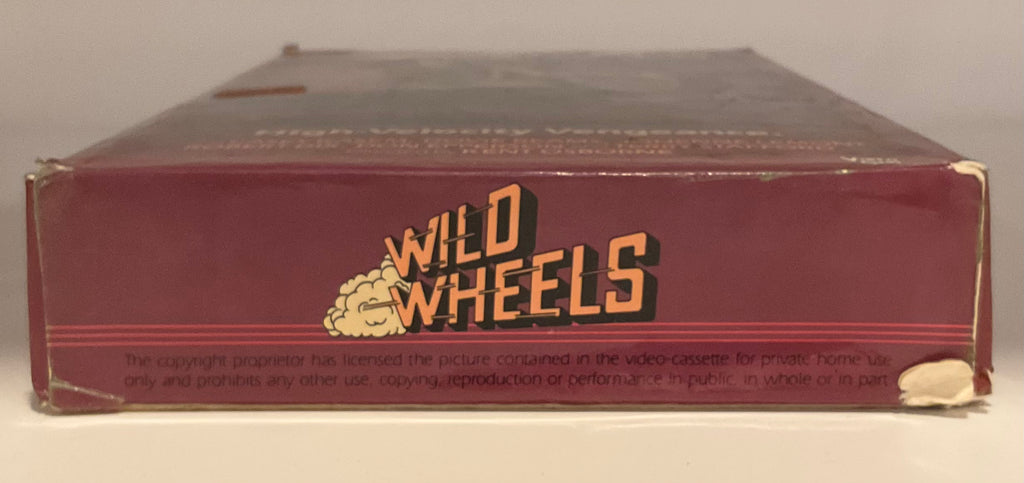 High Velocity Vengeance.
KENT OSBORNE
WILD
WHEELS
The copyright proprietor has licensed the picture contained in the video-cassette for private home use
only and prohibits any other use, copying, reproduction or performance in public, in whole or in part